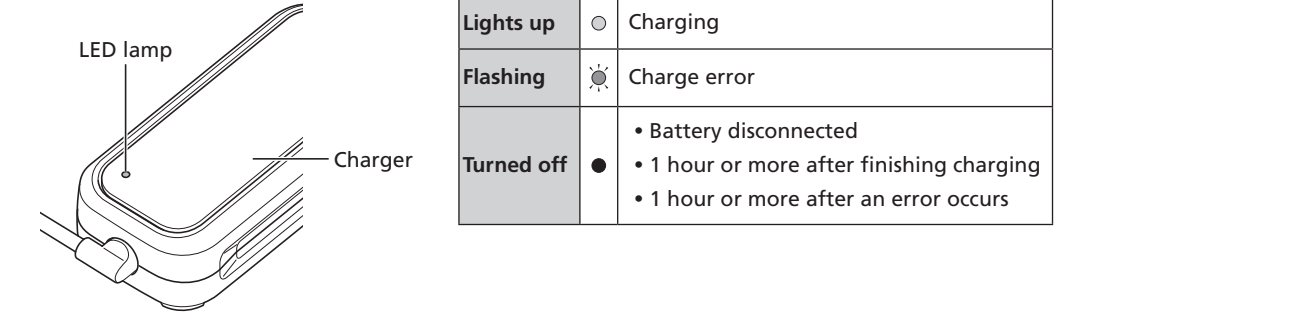 LED lamp
Charger
Lights up Charging
Flashing Charge error
Turned off
• Battery disconnected
• 1 hour or more after finishing charging
• 1 hour or more after an error occurs